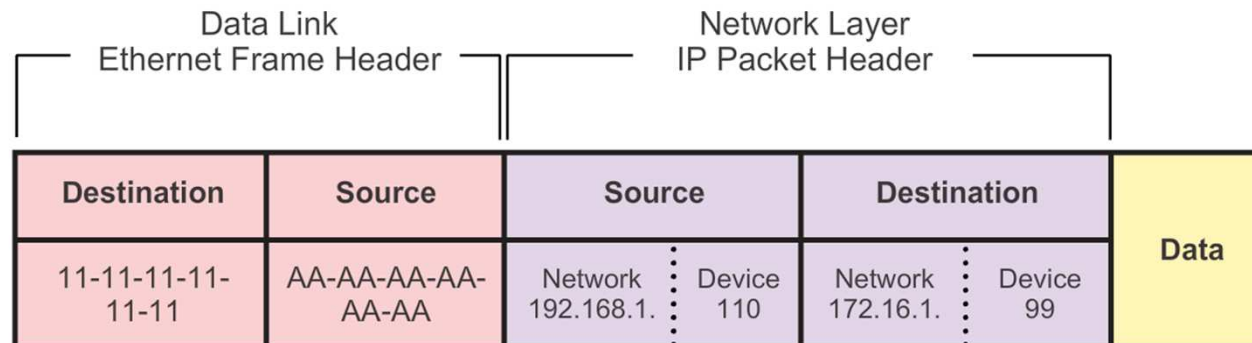 Data Link
Ethernet Frame Header
Network Layer
IP Packet Header
Destination
Source
Source
Destination
Data
11-11-11-11-
11-11
AA-AA-AA-AA-
AA-AA
Network
192.168.1.
Device
110
Network
172.16.1.
Device
99